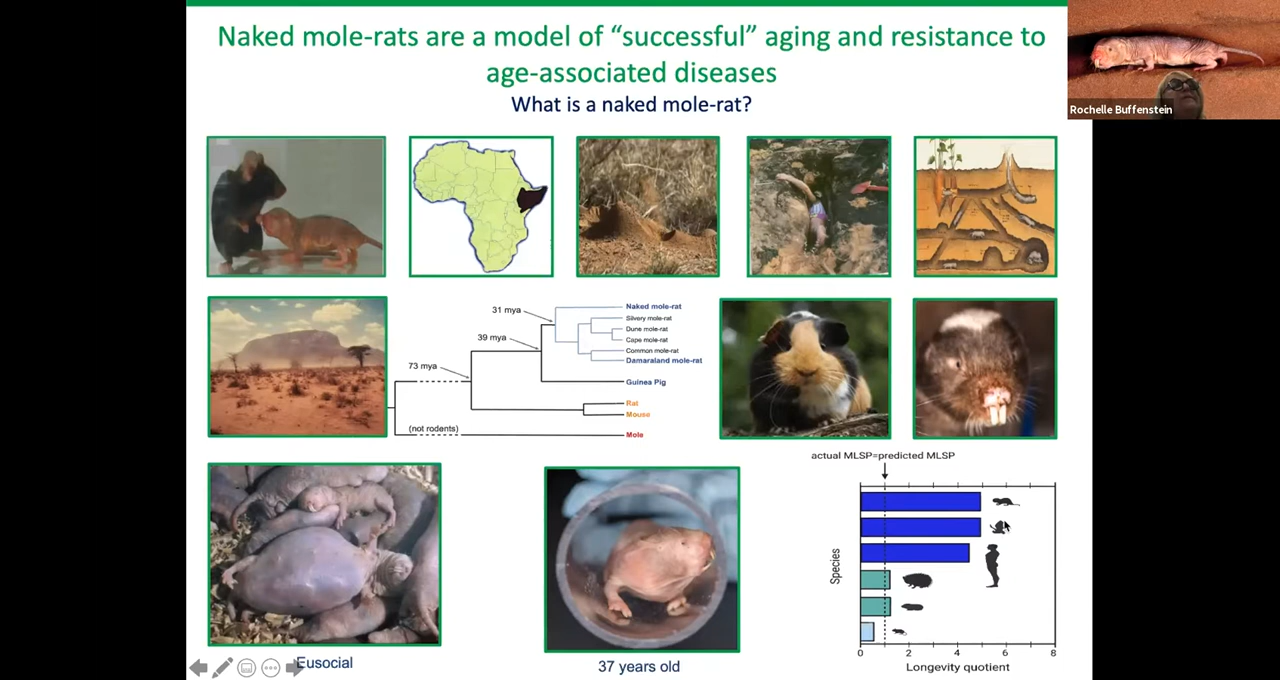 Naked mole-rats are a model of “successful” aging and resistance to
age-associated diseases
What is a naked mole-rat?
Rochelle Buffenstein
31 mya
39 mya
73 mya
(not rodents)
Naked mole-rat
Silvery mole-rat
Dune mole-rat
Cape mole-rat
Common mole-rat
Damaraland mole-rat
Guinea Pig
Rat
Mouse
Mole
actual MLSP=predicted MLSP
Species
0 2 4 6 8
Longevity quotient
Eusocial
37 years old